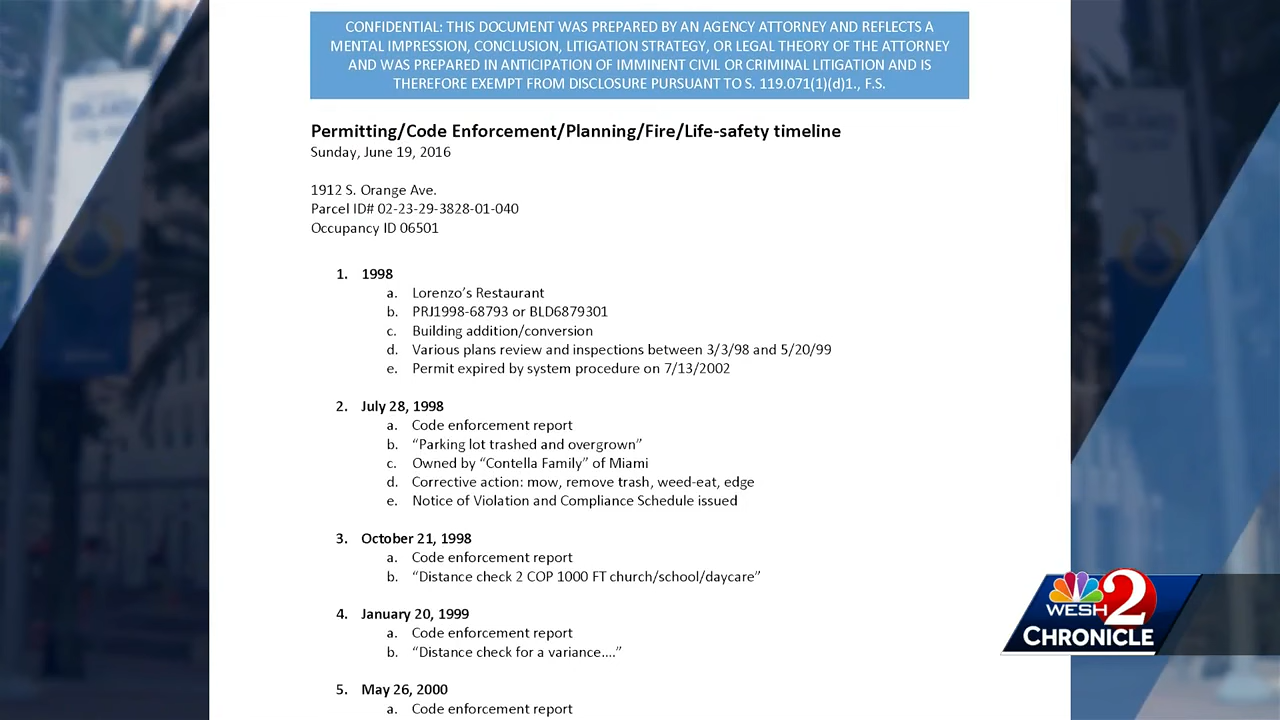 CONFIDENTIAL: THIS DOCUMENT WAS PREPARED BY AN AGENCY ATTORNEY AND REFLECTS A
MENTAL IMPRESSION, CONCLUSION, LITIGATION STRATEGY, OR LEGAL THEORY OF THE ATTORNEY
AND WAS PREPARED IN ANTICIPATION OF IMMINENT CIVIL OR CRIMINAL LITIGATION AND IS
THEREFORE EXEMPT FROM DISCLOSURE PURSUANT TO S. 119.071(1)(d)1., F.S.
Permitting/Code Enforcement/Planning/Fire/Life-safety timeline
Sunday, June 19, 2016
1912 S. Orange Ave.
Parcel ID# 02-23-29-3828-01-040
Occupancy ID 06501
1. 1998
a. Lorenzo's Restaurant
b. PRJ1998-68793 or BLD6879301
c. Building addition/conversion
d. Various plans review and inspections between 3/3/98 and 5/20/99
e. Permit expired by system procedure on 7/13/2002
2. July 28, 1998
a. Code enforcement report
b. “Parking lot trashed and overgrown”
c. Owned by “Contella Family” of Miami
d. Corrective action: mow, remove trash, weed-eat, edge
e. Notice of Violation and Compliance Schedule issued
3. October 21, 1998
a. Code enforcement report
b. “Distance check 2 COP 1000 FT church/school/daycare”
4. January 20, 1999
a. Code enforcement report
b. “Distance check for a variance....”
5. May 26, 2000
a. Code enforcement report
WESH 2
CHRONICLE